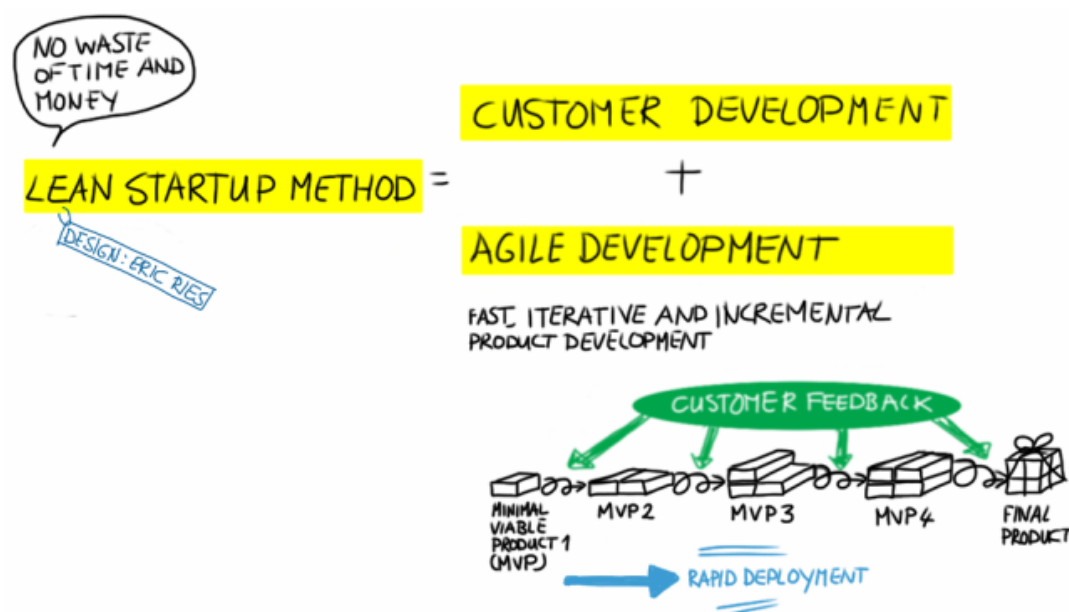 NO WASTE
OF TIME AND
MONEY
LEAN STARTUP METHOD =
DESIGN: ERIC RIES
CUSTOMER DEVELOPMENT
+
AGILE DEVELOPMENT
FAST, ITERATIVE AND INCREMENTAL
PRODUCT DEVELOPMENT
CUSTOMER FEEDBACK
MINIMAL
VIABLE
PRODUCT 1
(MVP)
MVP2
MVP3
MVP4
FINAL
PRODUCT
RAPID DEPLOYMENT